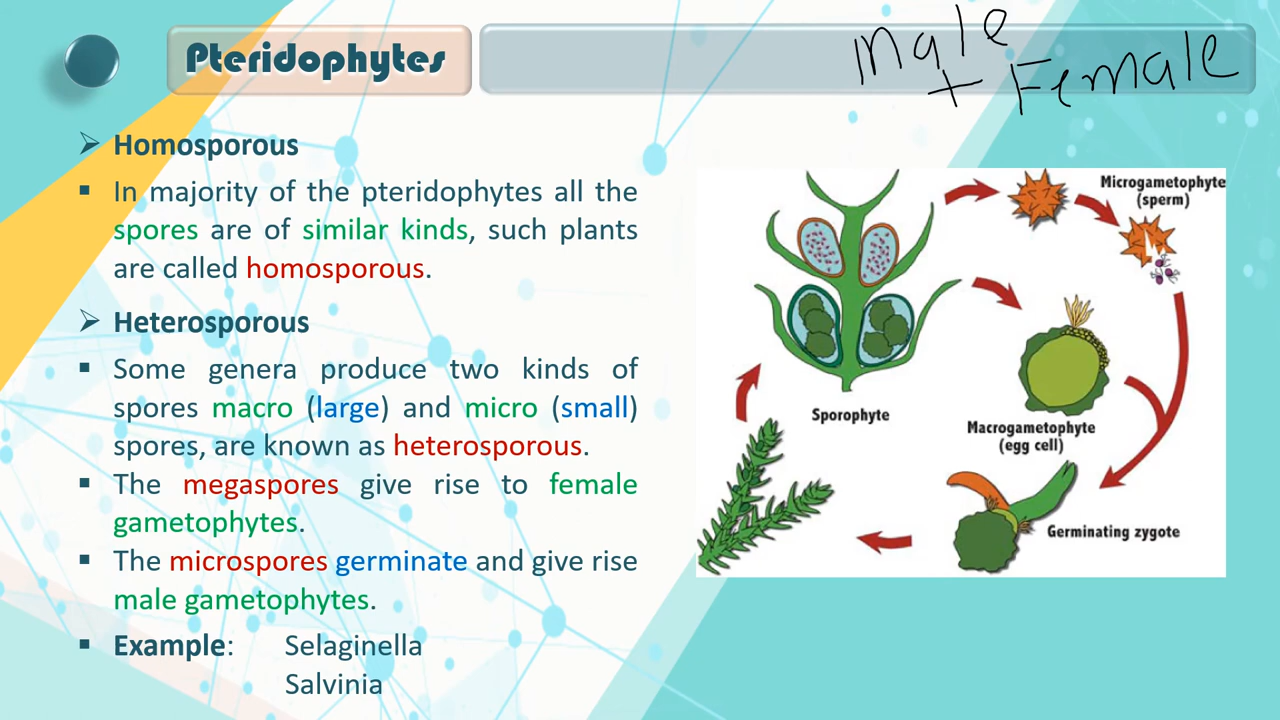 Pteridophytes
male
+ Female
➢ Homosporous
▪ In majority of the pteridophytes all the
spores are of similar kinds, such plants
are called homosporous.
➢ Heterosporous
▪ Some genera produce two kinds of
spores macro (large) and micro (small)
spores, are known as heterosporous.
▪ The megaspores give rise to female
gametophytes.
▪ The microspores germinate and give rise
male gametophytes.
▪ Example: Selaginella
Salvinia
Microgametophyte
(sperm)
Sporophyte
Macrogametophyte
(egg cell)
Germinating zygote